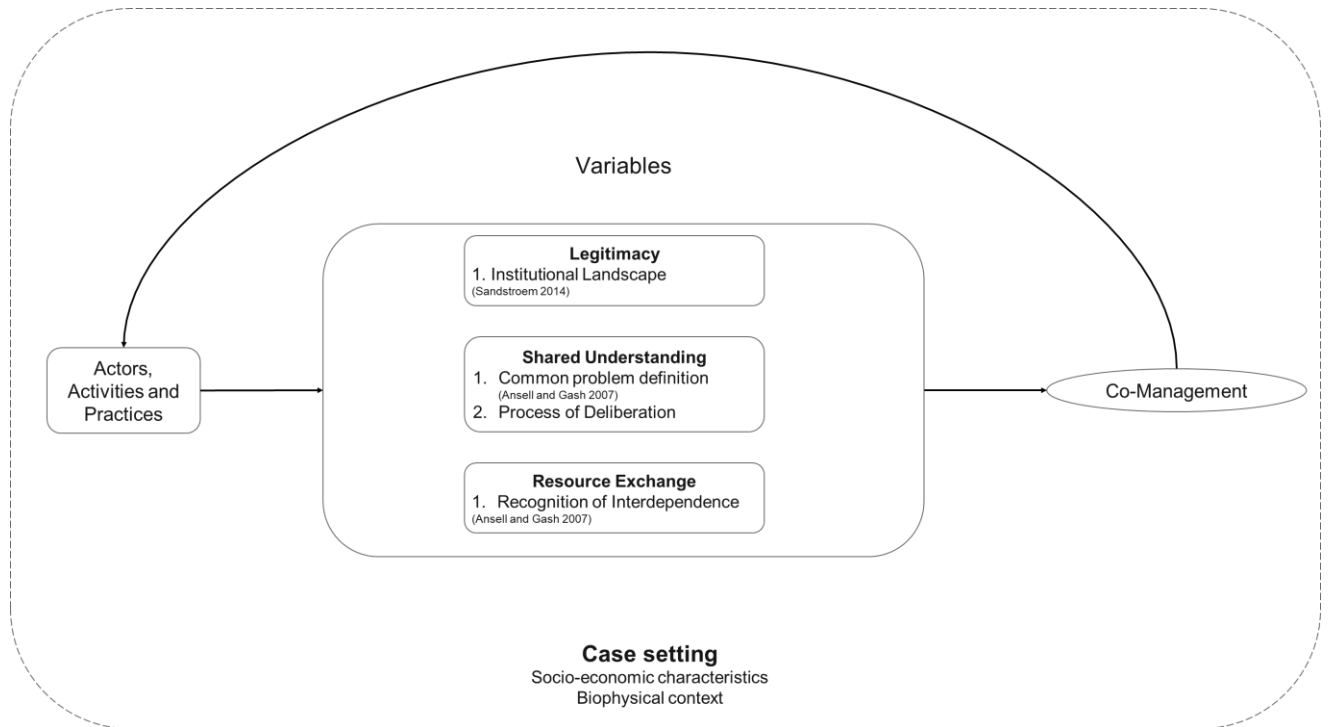 Variables
Legitimacy
1. Institutional Landscape
(Sandstroem 2014)
Actors,
Activities and
Practices
Shared Understanding
1. Common problem definition
(Ansell and Gash 2007)
2. Process of Deliberation
Co-Management
Resource Exchange
1. Recognition of Interdependence
(Ansell and Gash 2007)
Case setting
Socio-economic characteristics
Biophysical context